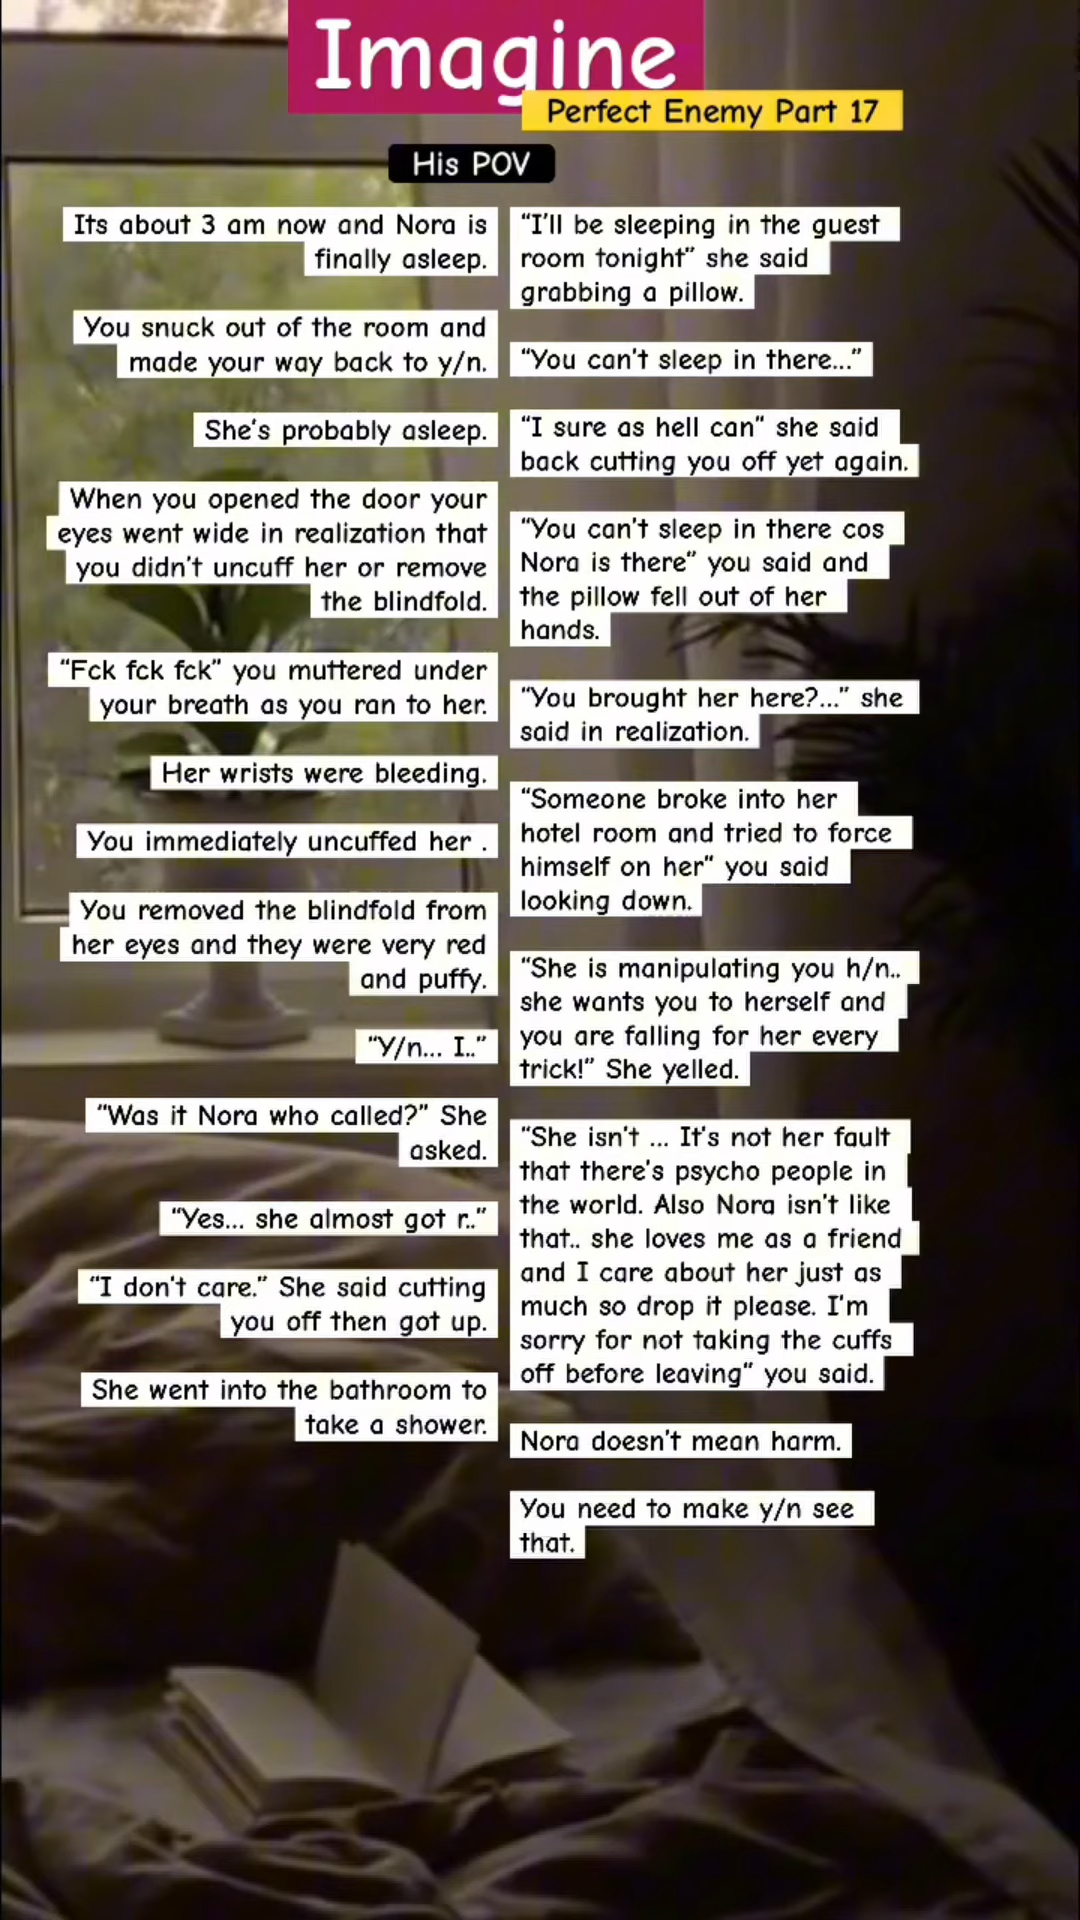 Imagine
Perfect Enemy Part 17
His POV
Its about 3 am now and Nora is
finally asleep.
You snuck out of the room and
made your way back to y/n.
She's probably asleep.
When you opened the door your
eyes went wide in realization that
you didn't uncuff her or remove
the blindfold.
“Fck fck fck” you muttered under
your breath as you ran to her.
Her wrists were bleeding.
You immediately uncuffed her .
You removed the blindfold from
her eyes and they were very red
and puffy.
“Y/n... I..”
“Was it Nora who called?” She
asked.
“Yes... she almost got r..”
“I don't care.” She said cutting
you off then got up.
She went into the bathroom to
take a shower.
“I'll be sleeping in the guest
room tonight” she said
grabbing a pillow.
“You can't sleep in there...”
“I sure as hell can” she said
back cutting you off yet again.
“You can't sleep in there cos
Nora is there” you said and
the pillow fell out of her
hands.
“You brought her here?...” she
said in realization.
“Someone broke into her
hotel room and tried to force
himself on her” you said
looking down.
“She is manipulating you h/n..
she wants you to herself and
you are falling for her every
trick!” She yelled.
“She isn't ... It's not her fault
that there's psycho people in
the world. Also Nora isn't like
that.. she loves me as a friend
and I care about her just as
much so drop it please. I'm
sorry for not taking the cuffs
off before leaving” you said.
Nora doesn't mean harm.
You need to make y/n see
that.